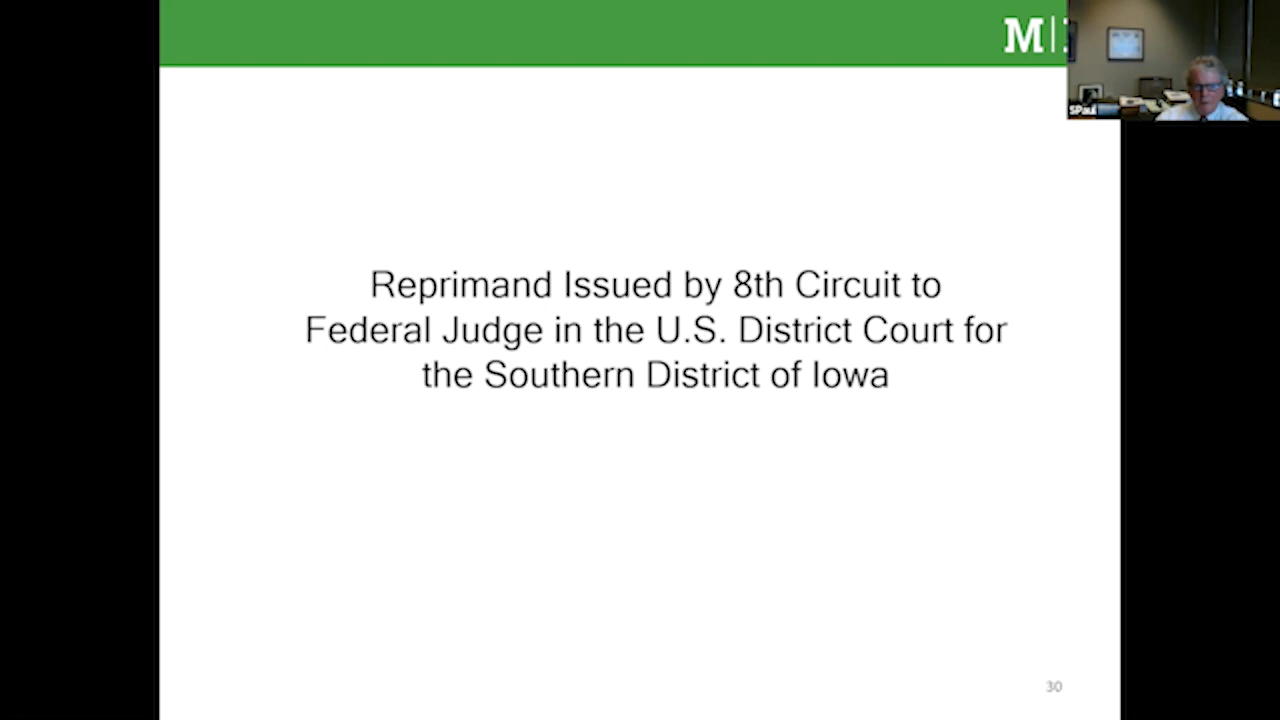 M
SPaul
Reprimand Issued by 8th Circuit to
Federal Judge in the U.S. District Court for
the Southern District of Iowa
30